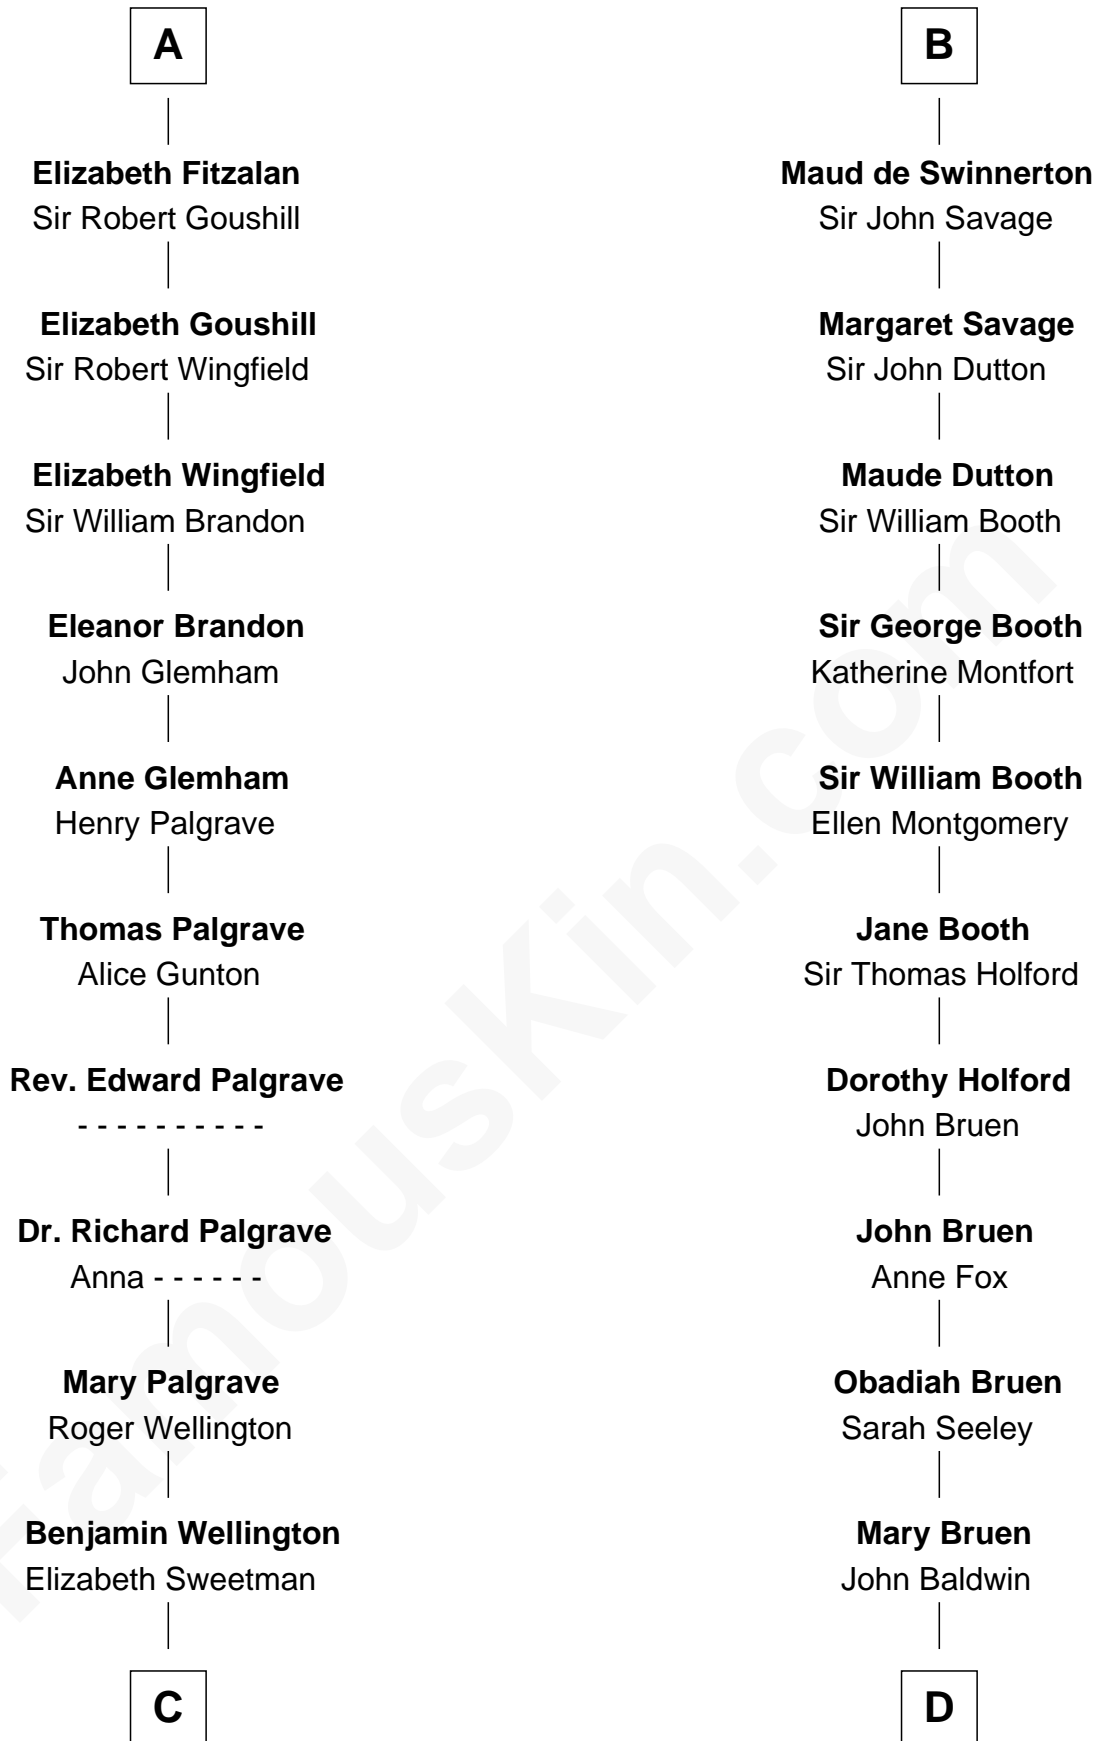 A
Elizabeth Fitzalan
Sir Robert Goushill
Elizabeth Goushill
Sir Robert Wingfield
Elizabeth Wingfield
Sir William Brandon
Eleanor Brandon
John Glemham
Anne Glemham
Henry Palgrave
Thomas Palgrave
Alice Gunton
Rev. Edward Palgrave
- - - - - - - - - -
Dr. Richard Palgrave
Anna - - - - - -
Mary Palgrave
Roger Wellington
Benjamin Wellington
Elizabeth Sweetman
C
B
Maud de Swinnerton
Sir John Savage
Margaret Savage
Sir John Dutton
Maude Dutton
Sir William Booth
Sir George Booth
Katherine Montfort
Sir William Booth
Ellen Montgomery
Jane Booth
Sir Thomas Holford
Dorothy Holford
John Bruen
John Bruen
Anne Fox
Obadiah Bruen
Sarah Seeley
Mary Bruen
John Baldwin
D
FamousKin.com